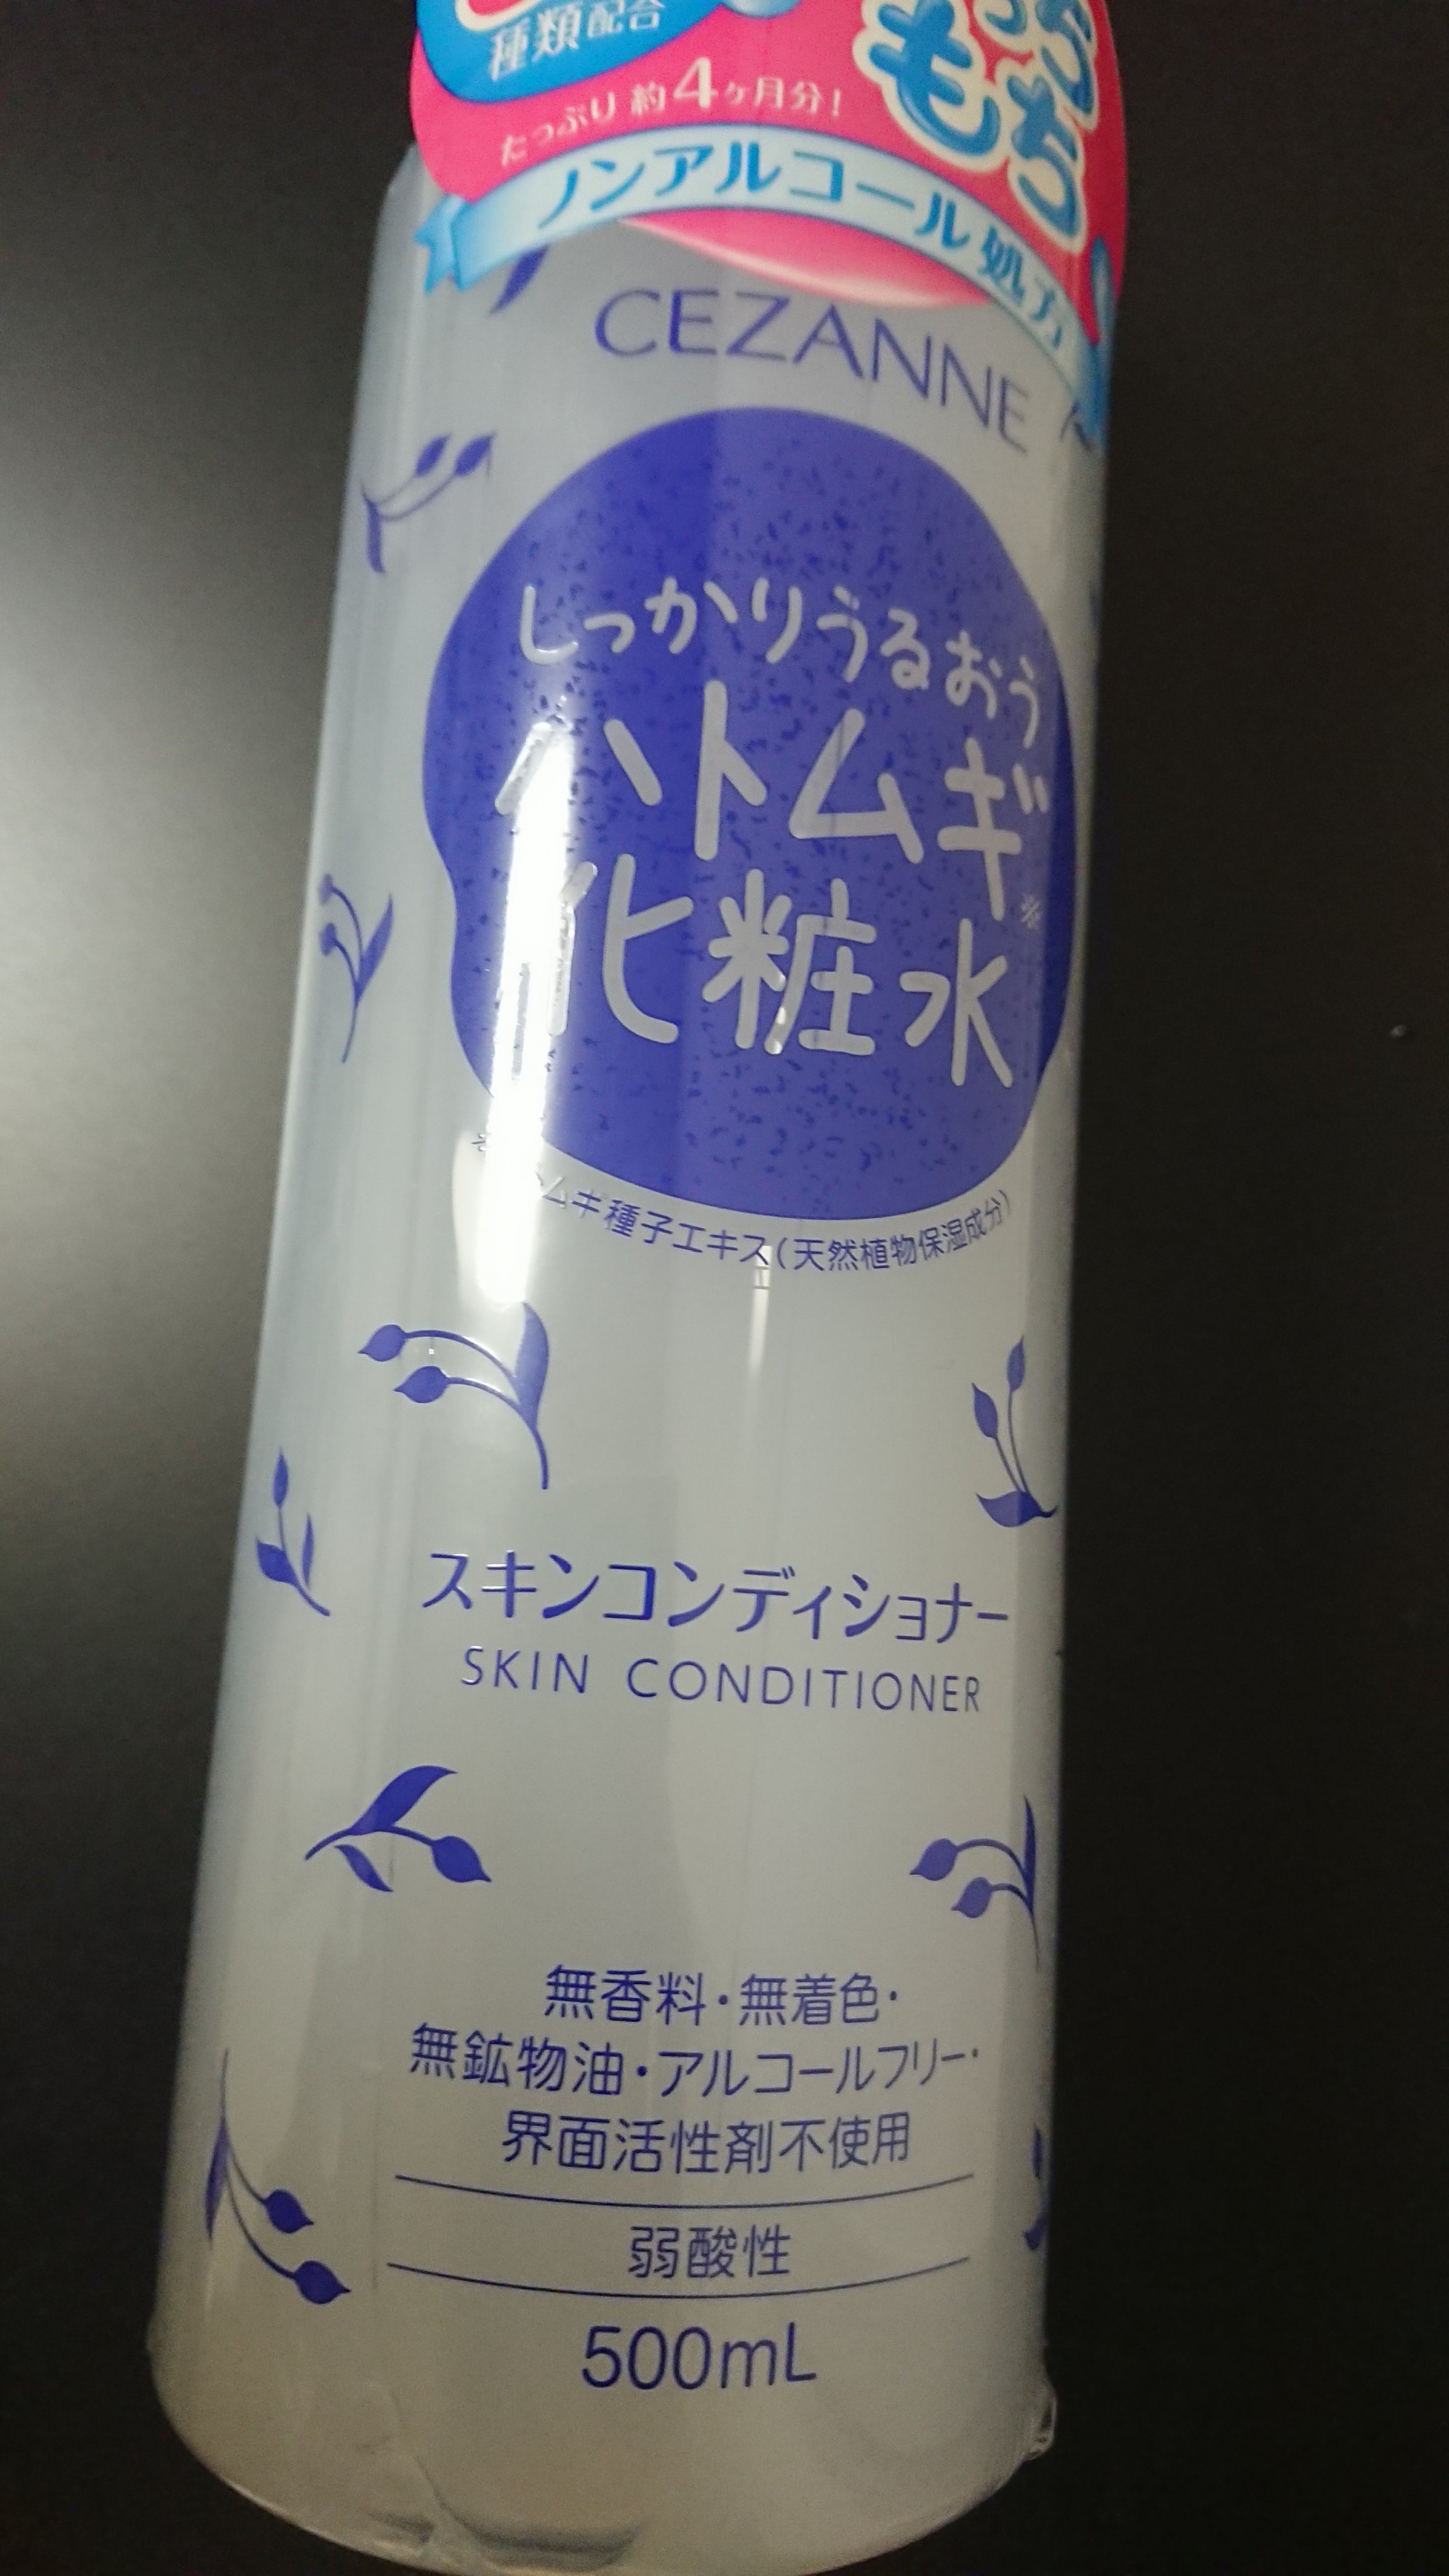 種類配合
たっぷり 約4ヶ月分!
もち
ノンアルコール処方
CEZANNE
しっかりうるおう
ハトムギ※
化粧水
ムギ種子エキス(天然植物保湿成分)
スキンコンディショナー
SKIN CONDITIONER
無香料・無着色・
無鉱物油・アルコールフリー・
界面活性剤不使用
弱酸性
500mL